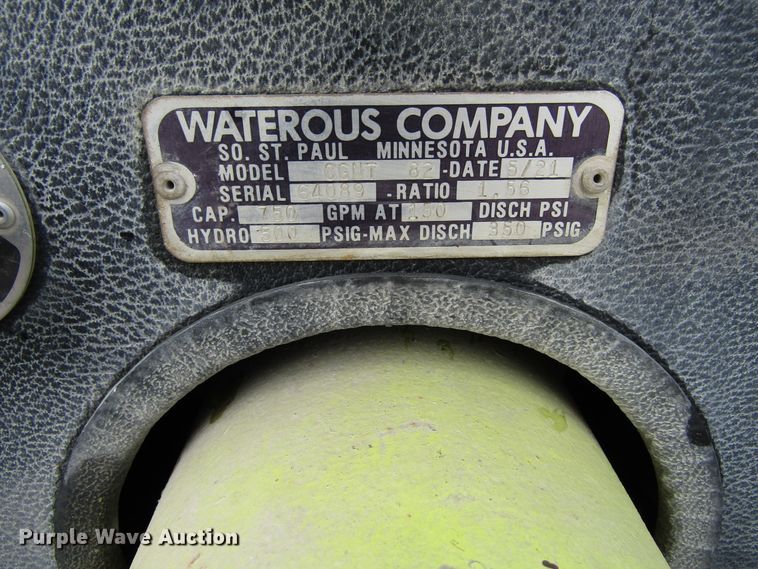 WATEROUS COMPANY
SO. ST. PAUL MINNESOTA U.S.A.
MODEL CGNT 82-DATE 5/21
SERIAL 64089 -RATIO 1.56
CAP. 750 GPM AT 150 DISCH PSI
HYDRO 500 PSIG-MAX DISCH 350 PSIG
Purple Wave Auction